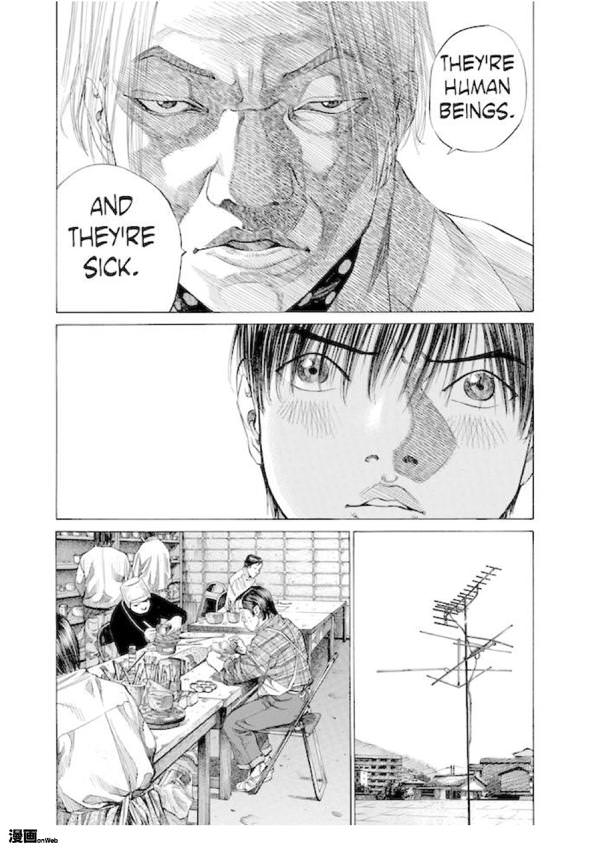 THEY'RE
HUMAN
BEINGS.
AND
THEY'RE
SICK.
漫画onWeb